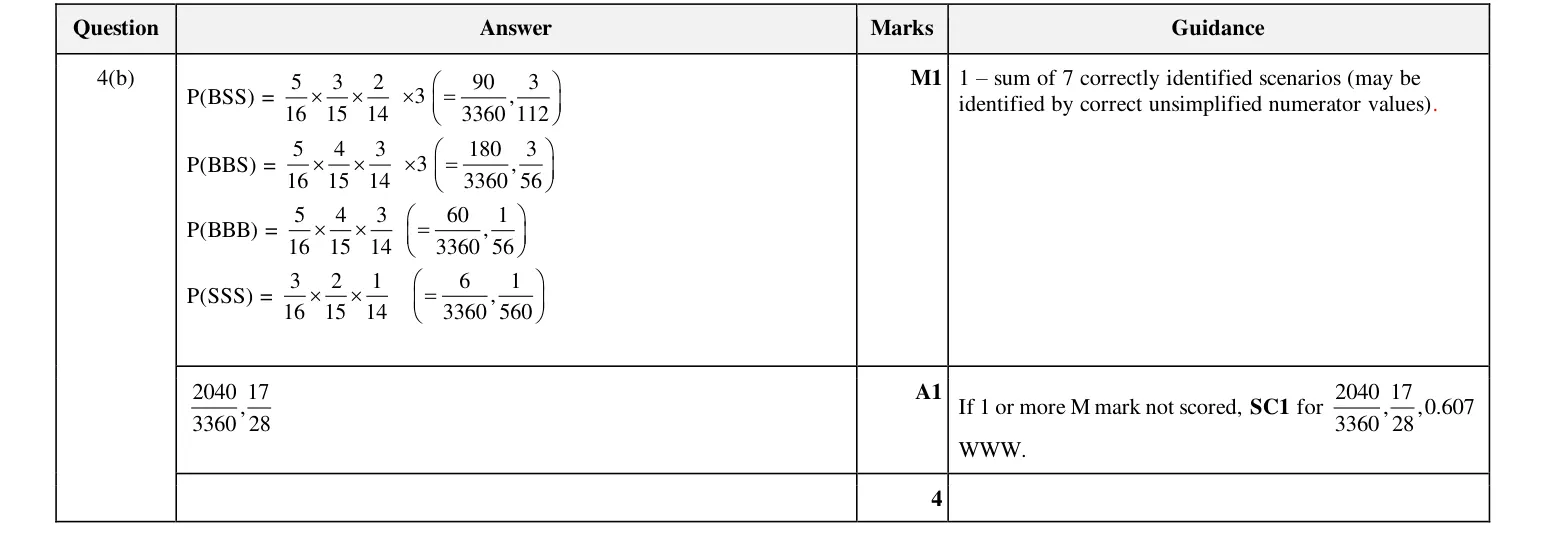 Question Answer Marks Guidance
4(b) P(BSS) = 5/16 × 3/15 × 2/14 ×3 (= 90/3360, 3/112) M1 1 – sum of 7 correctly identified scenarios (may be
identified by correct unsimplified numerator values).
P(BBS) = 5/16 × 4/15 × 3/14 ×3 (= 180/3360, 3/56)
P(BBB) = 5/16 × 4/15 × 3/14 (= 60/3360, 1/56)
P(SSS) = 3/16 × 2/15 × 1/14 (= 6/3360, 1/560)
2040/3360, 17/28 A1 If 1 or more M mark not scored, SC1 for 2040/3360, 17/28, 0.607
WWW.
4